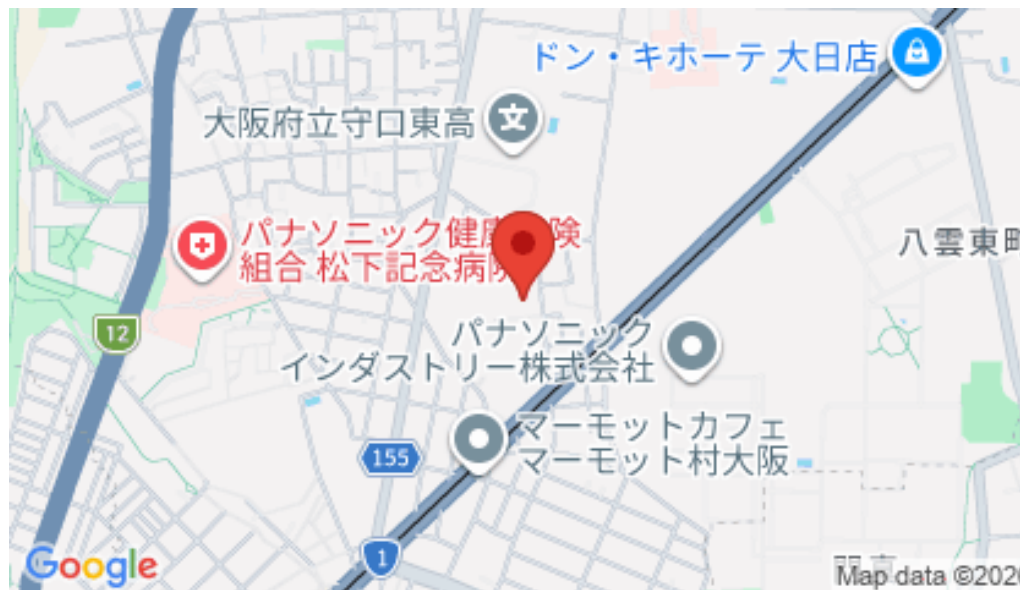 ドン・キホーテ 大日店
大阪府立守口東高
文
パナソニック健康保険
組合 松下記念病院
八雲東町
12
パナソニック
インダストリー株式会社
マーモットカフェ
マーモット村大阪
155
1
Google
Map data ©202